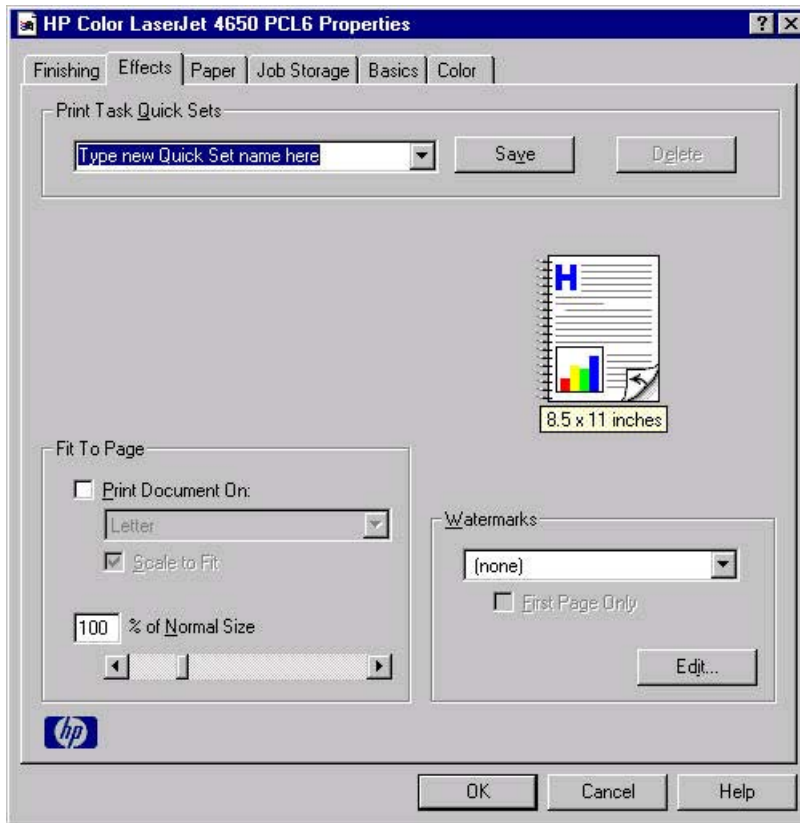 HP Color LaserJet 4650 PCL6 Properties
Finishing Effects Paper Job Storage Basics Color
Print Task Quick Sets
Type new Quick Set name here Save Delete
H
8.5 x 11 inches
Fit To Page
Print Document On:
Letter
Scale to Fit
100 % of Normal Size
Watermarks
(none)
First Page Only
Edit...
hp
OK Cancel Help